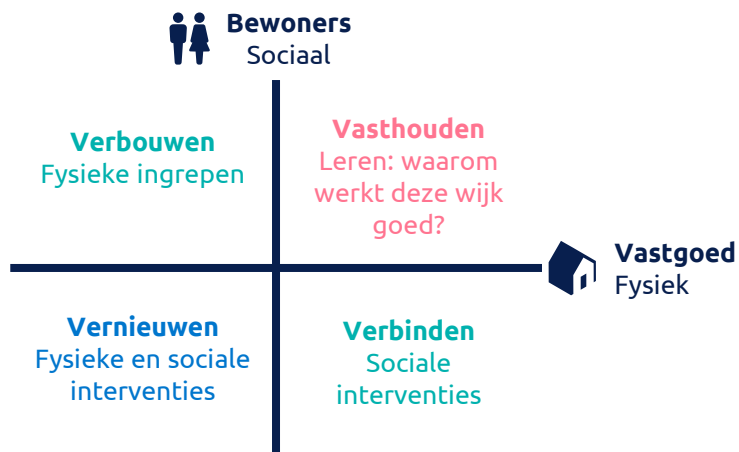 Bewoners
Sociaal
Verbouwen
Fysieke ingrepen
Vasthouden
Leren: waarom
werkt deze wijk
goed?
Vastgoed
Fysiek
Vernieuwen
Fysieke en sociale
interventies
Verbinden
Sociale
interventies